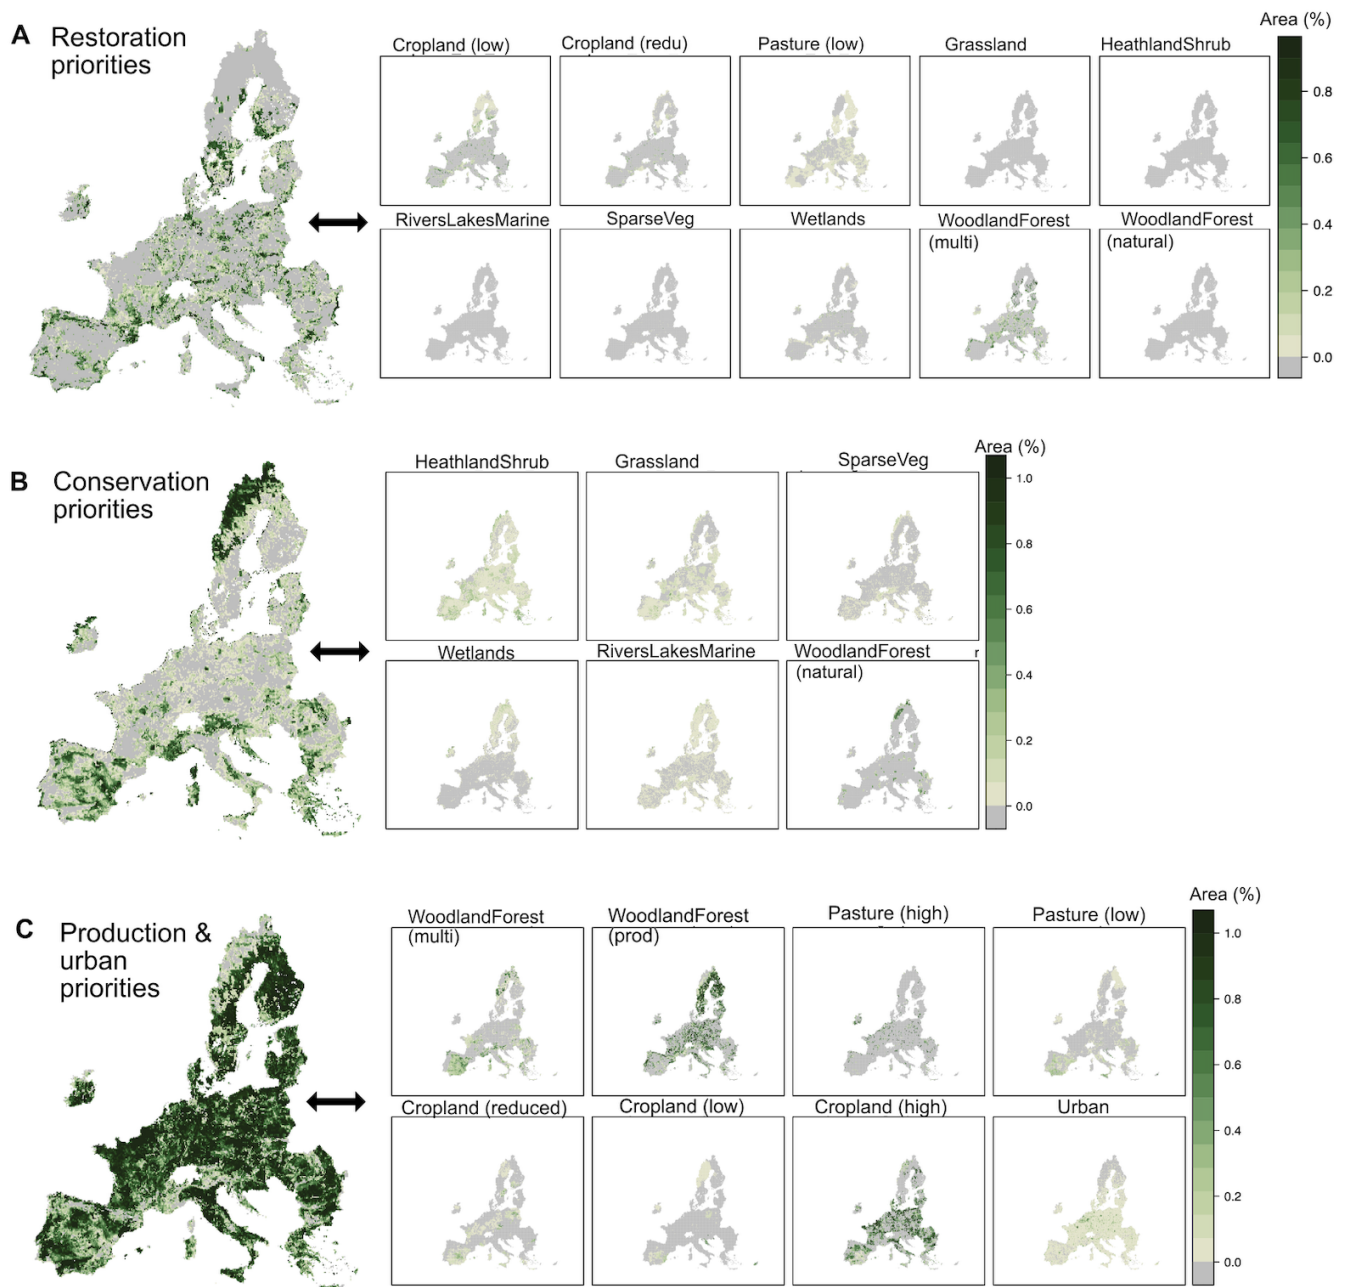 A Restoration priorities
Area (%)
Cropland (low) Cropland (redu) Pasture (low) Grassland HeathlandShrub
RiversLakesMarine SparseVeg Wetlands WoodlandForest (multi) WoodlandForest (natural)
0.8
0.6
0.4
0.2
0.0
B Conservation priorities
Area (%)
HeathlandShrub Grassland SparseVeg
Wetlands RiversLakesMarine WoodlandForest (natural)
1.0
0.8
0.6
0.4
0.2
0.0
C Production & urban priorities
Area (%)
WoodlandForest (multi) WoodlandForest (prod) Pasture (high) Pasture (low)
Cropland (reduced) Cropland (low) Cropland (high) Urban
1.0
0.8
0.6
0.4
0.2
0.0